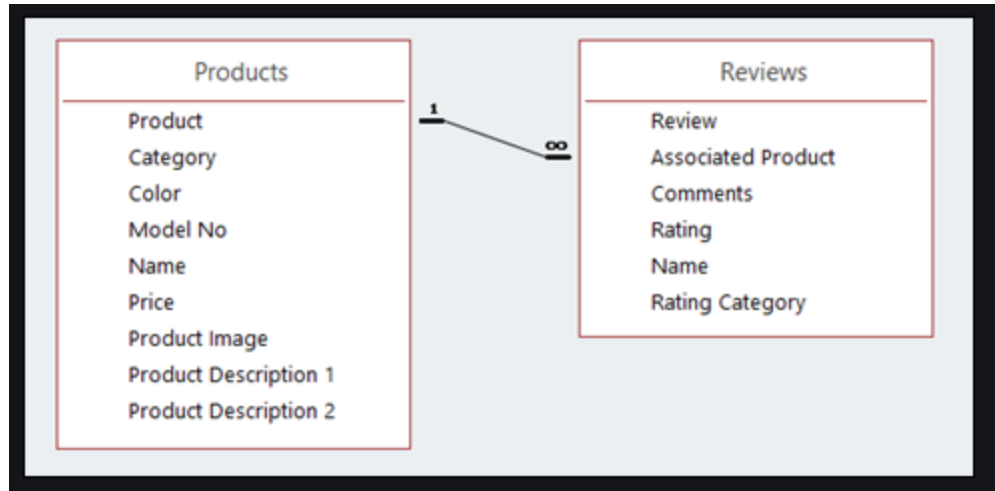 Products
Product
Category
Color
Model No
Name
Price
Product Image
Product Description 1
Product Description 2
1
∞
Reviews
Review
Associated Product
Comments
Rating
Name
Rating Category